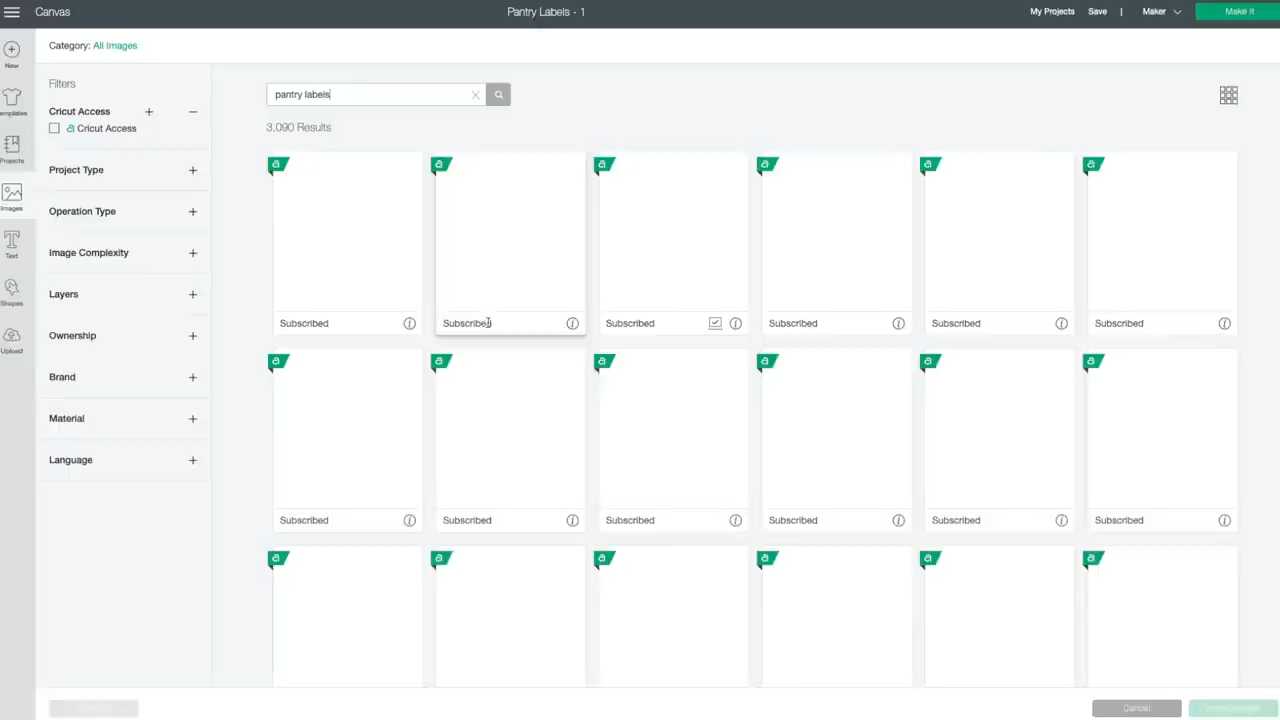 Canvas
Pantry Labels - 1
My Projects Save | Maker Make It
New
Templates
Projects
Images
Text
Shapes
Upload
Category: All Images
Filters
Cricut Access
Cricut Access
Project Type
Operation Type
Image Complexity
Layers
Ownership
Brand
Material
Language
pantry labels
3,090 Results
Subscribed Subscribed Subscribed Subscribed Subscribed Subscribed
Subscribed Subscribed Subscribed Subscribed Subscribed Subscribed
Cancel